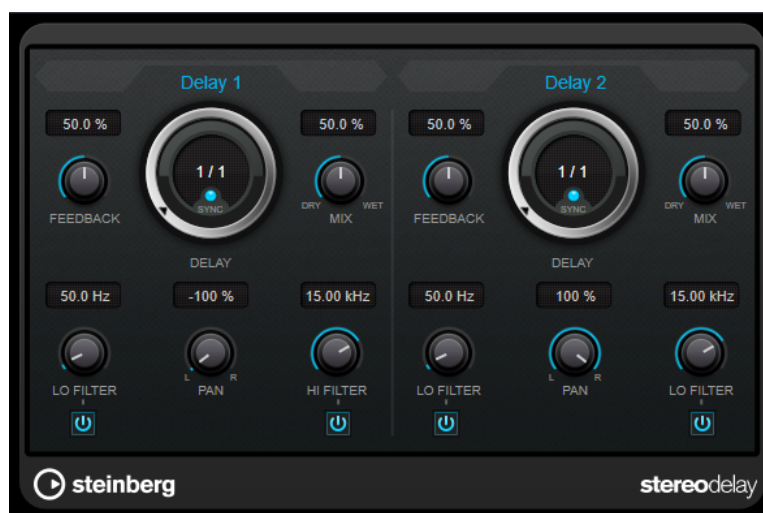 Delay 1 Delay 2
50.0 % 50.0 % 50.0 % 50.0 %
1 / 1 1 / 1
SYNC SYNC
DRY WET DRY WET
FEEDBACK MIX FEEDBACK MIX
DELAY DELAY
50.0 Hz -100 % 15.00 kHz 50.0 Hz 100 % 15.00 kHz
L R L R
LO FILTER PAN HI FILTER LO FILTER PAN LO FILTER
steinberg stereodelay